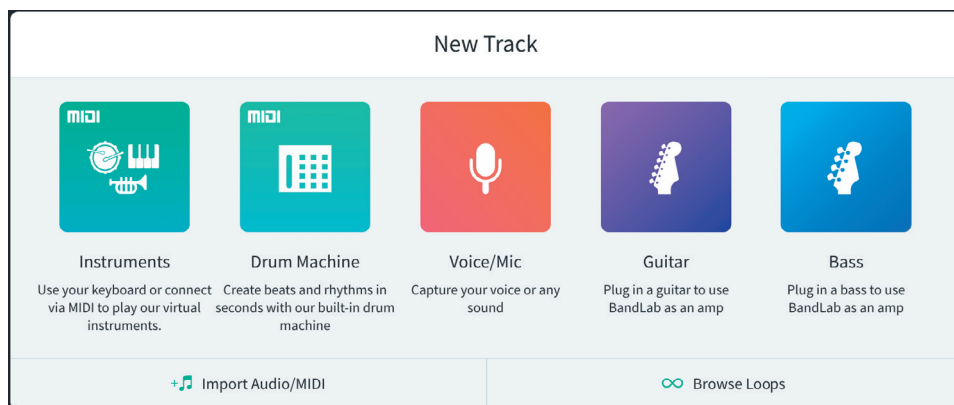 New Track
MIDI
MIDI
Instruments
Use your keyboard or connect
via MIDI to play our virtual
instruments.
Drum Machine
Create beats and rhythms in
seconds with our built-in drum
machine
Voice/Mic
Capture your voice or any
sound
Guitar
Plug in a guitar to use
BandLab as an amp
Bass
Plug in a bass to use
BandLab as an amp
Import Audio/MIDI
Browse Loops